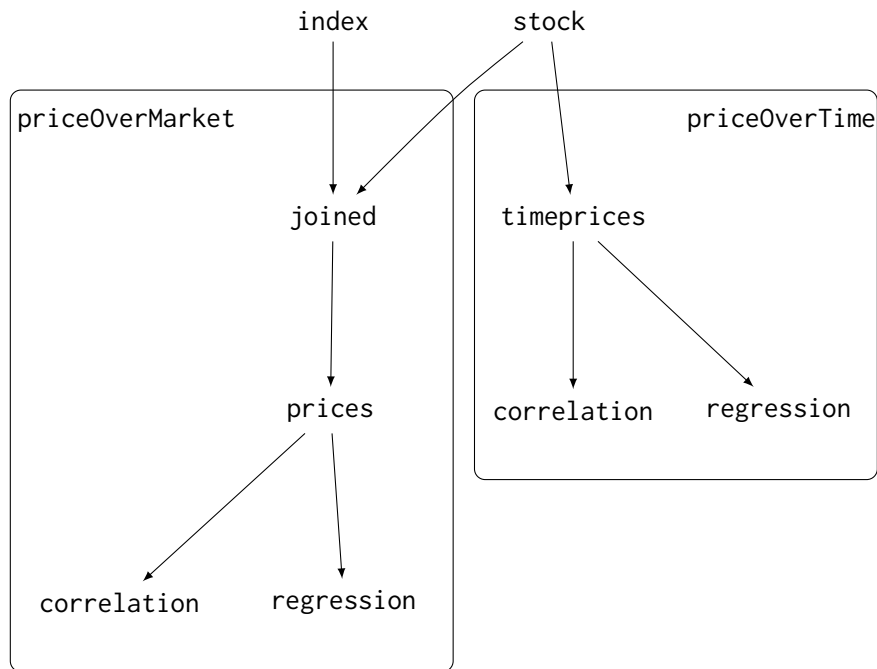 index
stock
priceOverMarket
priceOverTime
joined
timeprices
prices
correlation
regression
correlation
regression